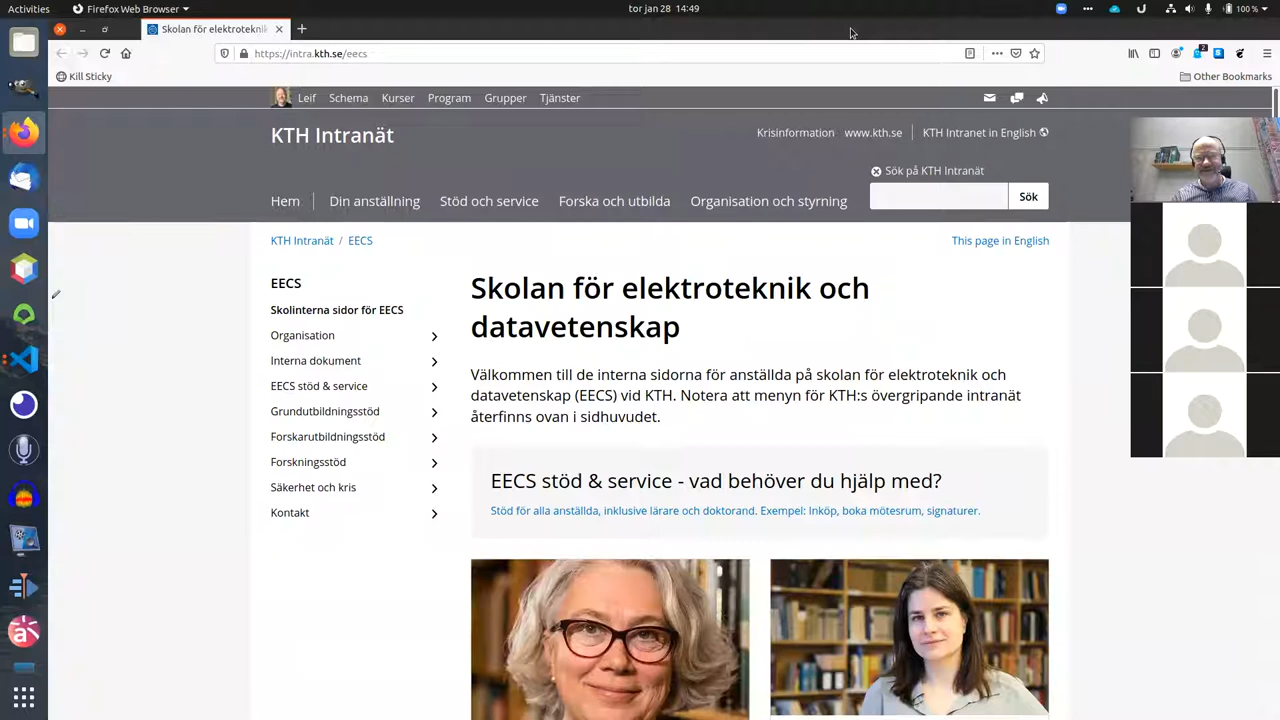 Activities
Firefox Web Browser
tor jan 28 14:49
100 %
Skolan för elektroteknik
https://intra.kth.se/eecs
2
Kill Sticky
Other Bookmarks
Leif Schema Kurser Program Grupper Tjänster
KTH Intranät
Krisinformation www.kth.se KTH Intranet in English
Sök på KTH Intranät
Sök
Hem Din anställning Stöd och service Forska och utbilda Organisation och styrning
KTH Intranät / EECS
This page in English
EECS
Skolinterna sidor för EECS
Organisation
Interna dokument
EECS stöd & service
Grundutbildningsstöd
Forskarutbildningsstöd
Forskningsstöd
Säkerhet och kris
Kontakt
Skolan för elektroteknik och
datavetenskap
Välkommen till de interna sidorna för anställda på skolan för elektroteknik och
datavetenskap (EECS) vid KTH. Notera att menyn för KTH:s övergripande intranät
återfinns ovan i sidhuvudet.
EECS stöd & service - vad behöver du hjälp med?
Stöd för alla anställda, inklusive lärare och doktorand. Exempel: Inköp, boka mötesrum, signaturer.